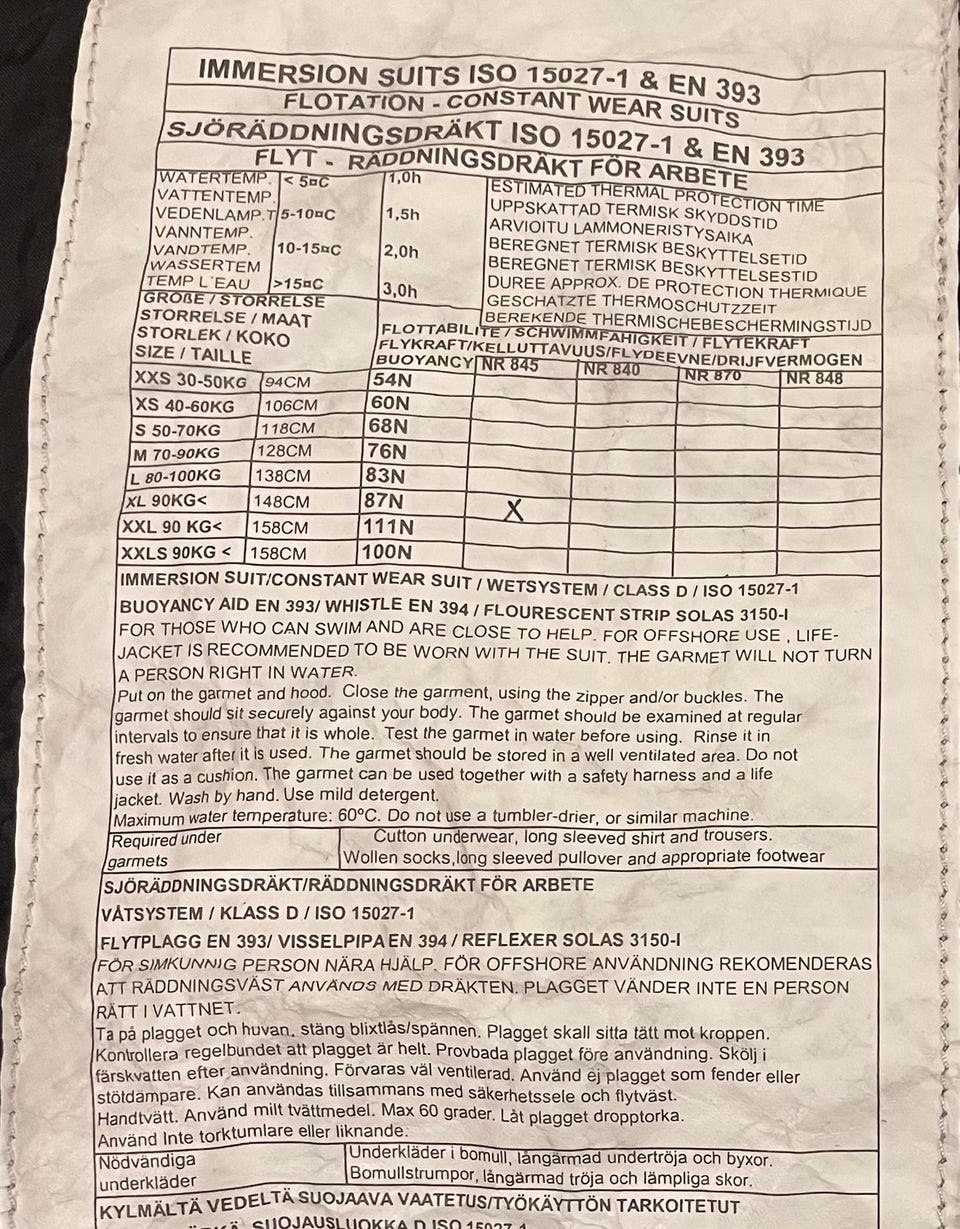 IMMERSION SUITS ISO 15027-1 & EN 393
FLOTATION - CONSTANT WEAR SUITS
SJÖRÄDDNINGSDRÄKT ISO 15027-1 & EN 393
FLYT - RÄDDNINGSDRÄKT FÖR ARBETE
WATERTEMP. < 5¤C 1,0h ESTIMATED THERMAL PROTECTION TIME
VATTENTEMP. UPPSKATTAD TERMISK SKYDDSTID
VEDENLAMP.T 5-10¤C 1,5h ARVIOITU LAMMONERISTYSAIKA
VANNTEMP. BEREGNET TERMISK BESKYTTELSETID
VANDTEMP. 10-15¤C 2,0h BEREGNET TERMISK BESKYTTELSESTID
WASSERTEM DUREE APPROX. DE PROTECTION THERMIQUE
TEMP L'EAU >15¤C 3,0h GESCHATZTE THERMOSCHUTZZEIT
BEREKENDE THERMISCHEBESCHERMINGSTIJD
GROßE / STORRELSE
STORRELSE / MAAT
STORLEK / KOKO
SIZE / TAILLE
FLOTTABILITE / SCHWIMMFAHIGKEIT / FLYTEKRAFT
FLYKRAFT/KELLUTTAVUUS/FLYDEEVNE/DRIJFVERMOGEN
BUOYANCY NR 845 NR 840 NR 870 NR 848
XXS 30-50KG 94CM 54N
XS 40-60KG 106CM 60N
S 50-70KG 118CM 68N
M 70-90KG 128CM 76N
L 80-100KG 138CM 83N
XL 90KG< 148CM 87N X
XXL 90 KG< 158CM 111N
XXLS 90KG < 158CM 100N
IMMERSION SUIT/CONSTANT WEAR SUIT / WETSYSTEM / CLASS D / ISO 15027-1
BUOYANCY AID EN 393/ WHISTLE EN 394 / FLOURESCENT STRIP SOLAS 3150-I
FOR THOSE WHO CAN SWIM AND ARE CLOSE TO HELP. FOR OFFSHORE USE , LIFE-
JACKET IS RECOMMENDED TO BE WORN WITH THE SUIT. THE GARMET WILL NOT TURN
A PERSON RIGHT IN WATER.
Put on the garmet and hood. Close the garment, using the zipper and/or buckles. The
garmet should sit securely against your body. The garmet should be examined at regular
intervals to ensure that it is whole. Test the garmet in water before using. Rinse it in
fresh water after it is used. The garmet should be stored in a well ventilated area. Do not
use it as a cushion. The garmet can be used together with a safety harness and a life
jacket. Wash by hand. Use mild detergent.
Maximum water temperature: 60ºC. Do not use a tumbler-drier, or similar machine.
Required under Cutton underwear, long sleeved shirt and trousers.
garmets Wollen socks,long sleeved pullover and appropriate footwear
SJÖRÄDDNINGSDRÄKT/RÄDDNINGSDRÄKT FÖR ARBETE
VÅTSYSTEM / KLASS D / ISO 15027-1
FLYTPLAGG EN 393/ VISSELPIPA EN 394 / REFLEXER SOLAS 3150-I
FÖR SIMKUNNIG PERSON NÄRA HJÄLP. FÖR OFFSHORE ANVÄNDNING REKOMENDERAS
ATT RÄDDNINGSVÄST ANVÄNDS MED DRÄKTEN. PLAGGET VÄNDER INTE EN PERSON
RÄTT I VATTNET.
Ta på plagget och huvan, stäng blixtlås/spännen. Plagget skall sitta tätt mot kroppen.
Kontrollera regelbundet att plagget är helt. Provbada plagget före användning. Skölj i
färskvatten efter användning. Förvaras väl ventilerad. Använd ej plagget som fender eller
stötdämpare. Kan användas tillsammans med säkerhetssele och flytväst.
Handtvätt. Använd milt tvättmedel. Max 60 grader. Låt plagget dropptorka.
Använd Inte torktumlare eller liknande.
Nödvändiga Underkläder i bomull, långärmad undertröja och byxor.
underkläder Bomullstrumpor, långärmad tröja och lämpliga skor.
KYLMÄLTÄ VEDELTÄ SUOJAAVA VAATETUS/TYÖKÄYTTÖN TARKOITETUT
SUOJAUSLUOKKA D ISO 15027-1